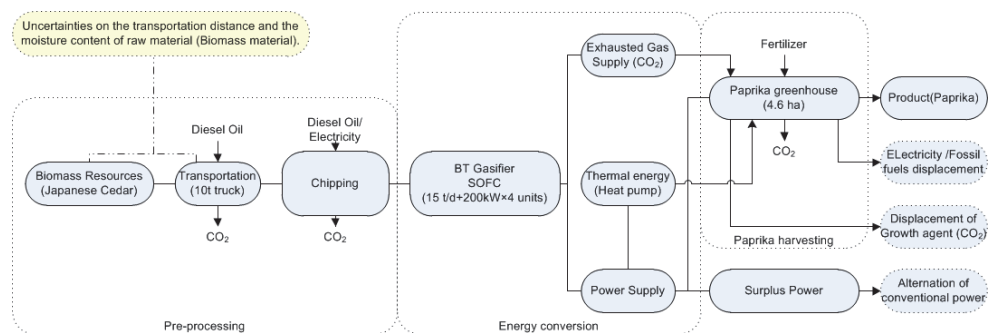 Uncertainties on the transportation distance and the
moisture content of raw material (Biomass material).
Diesel Oil
Diesel Oil/
Electricity
Biomass Resources
(Japanese Cedar)
Transportation
(10t truck)
Chipping
CO₂
CO₂
Pre-processing
BT Gasifier
SOFC
(15 t/d+200kW×4 units)
Exhausted Gas
Supply (CO₂)
Thermal energy
(Heat pump)
Power Supply
Energy conversion
Fertilizer
Paprika greenhouse
(4.6 ha)
CO₂
Paprika harvesting
Surplus Power
Product(Paprika)
ELectricity /Fossil
fuels displacement
Displacement of
Growth agent (CO₂)
Alternation of
conventional power